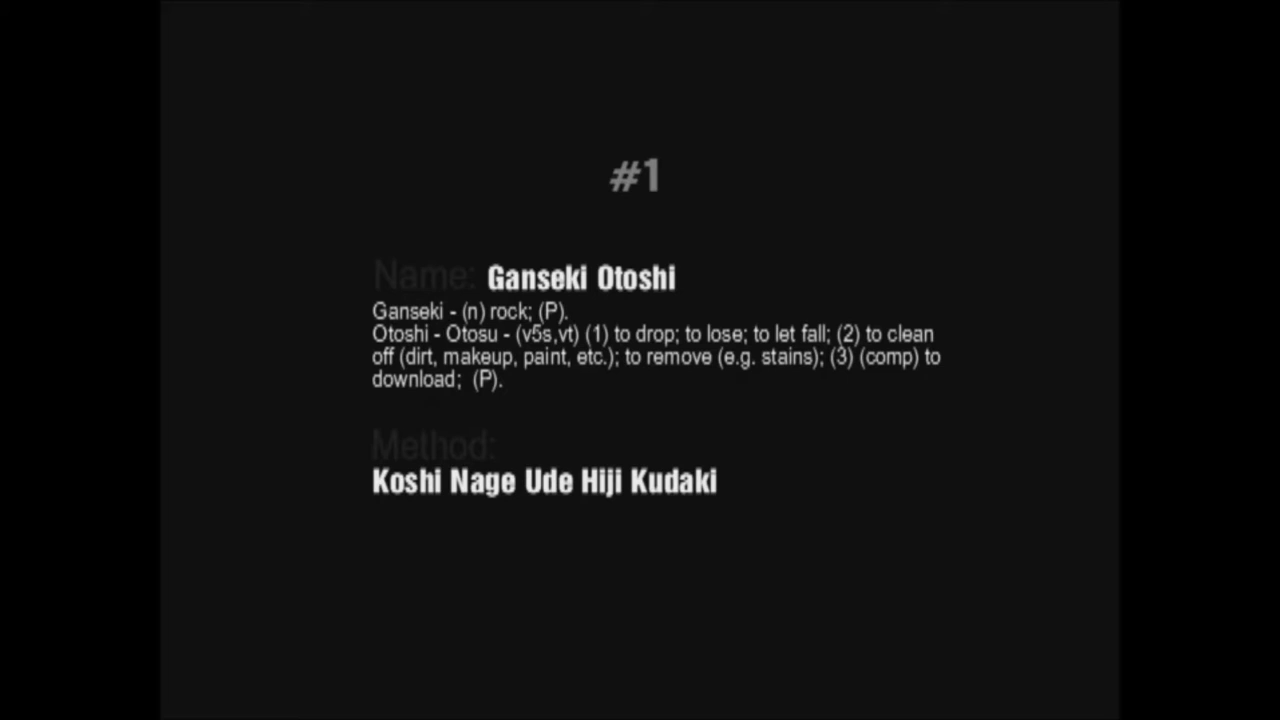 #1
Name: Ganseki Otoshi
Ganseki - (n) rock; (P).
Otoshi - Otosu - (v5s,vt) (1) to drop; to lose; to let fall; (2) to clean
off (dirt, makeup, paint, etc.); to remove (e.g. stains); (3) (comp) to
download;  (P).
Method:
Koshi Nage Ude Hiji Kudaki